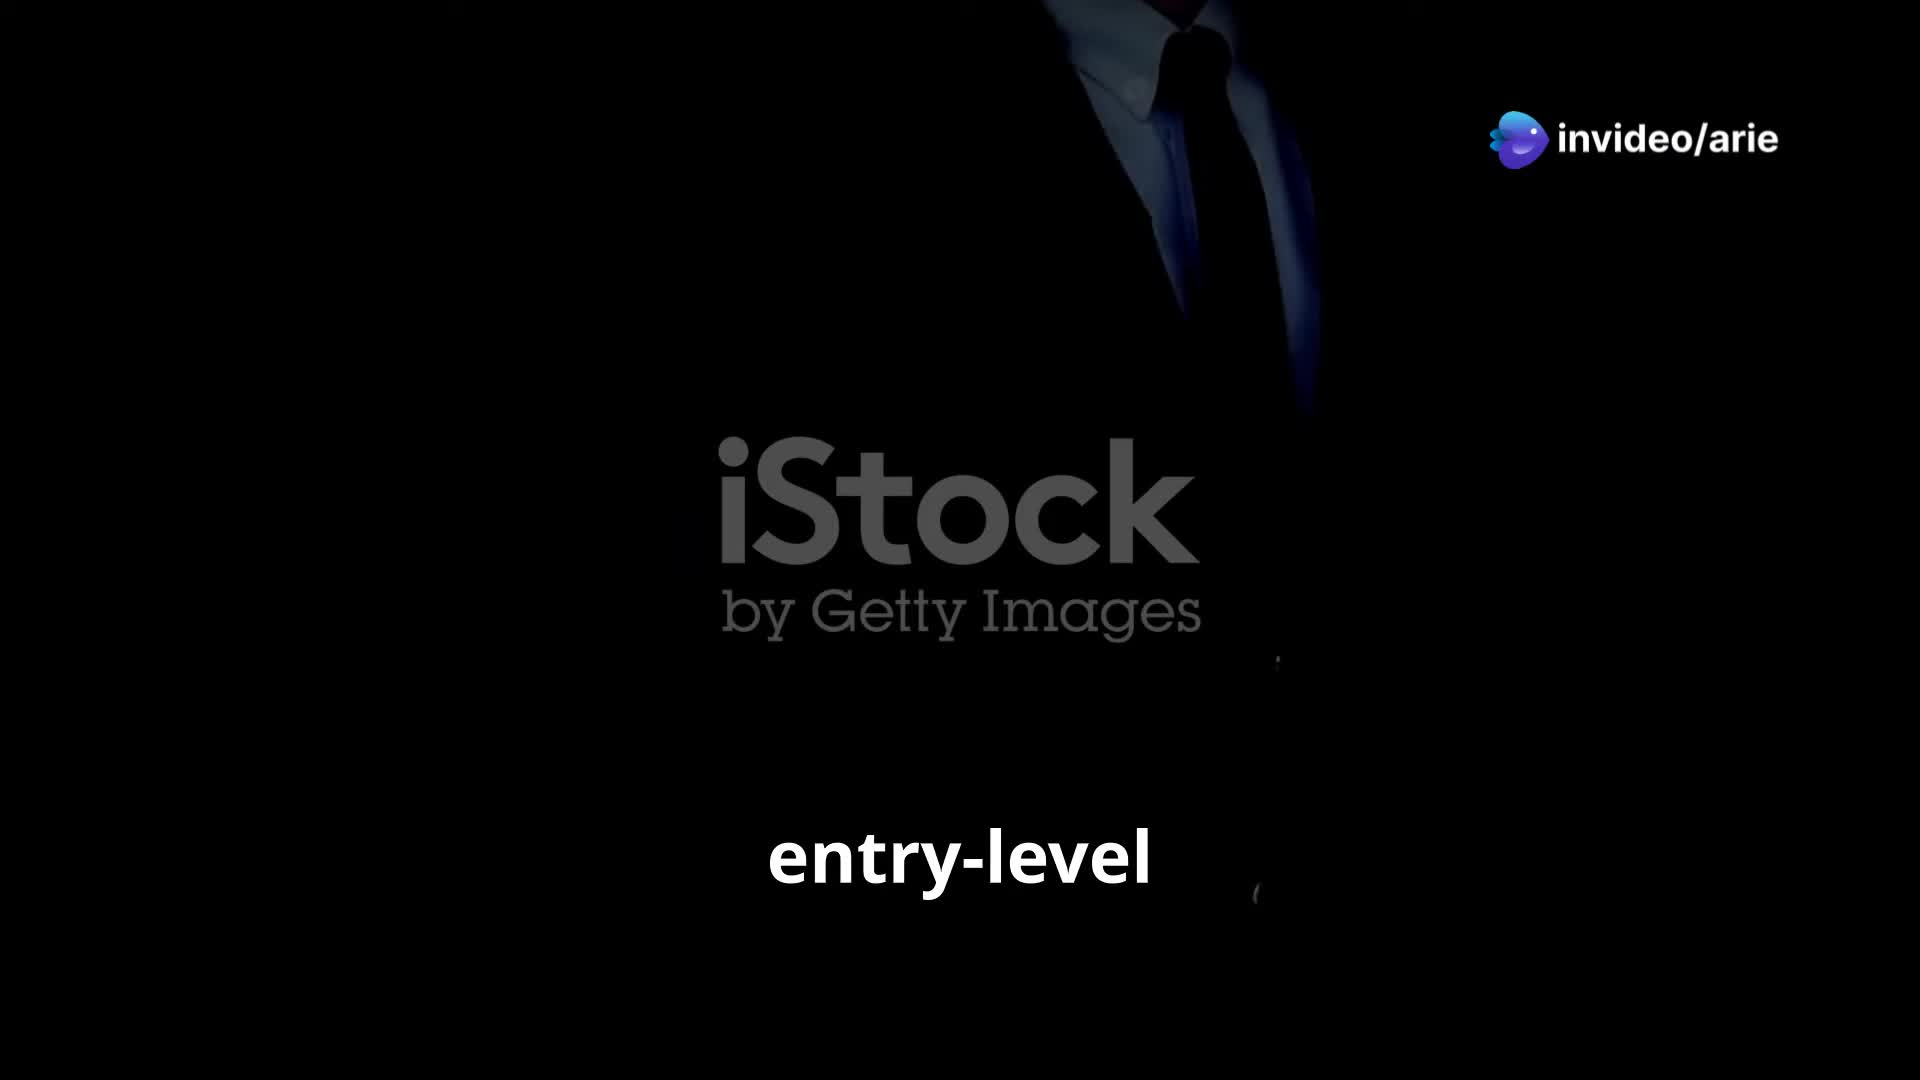 invideo/arie
iStock
by Getty Images
entry-level